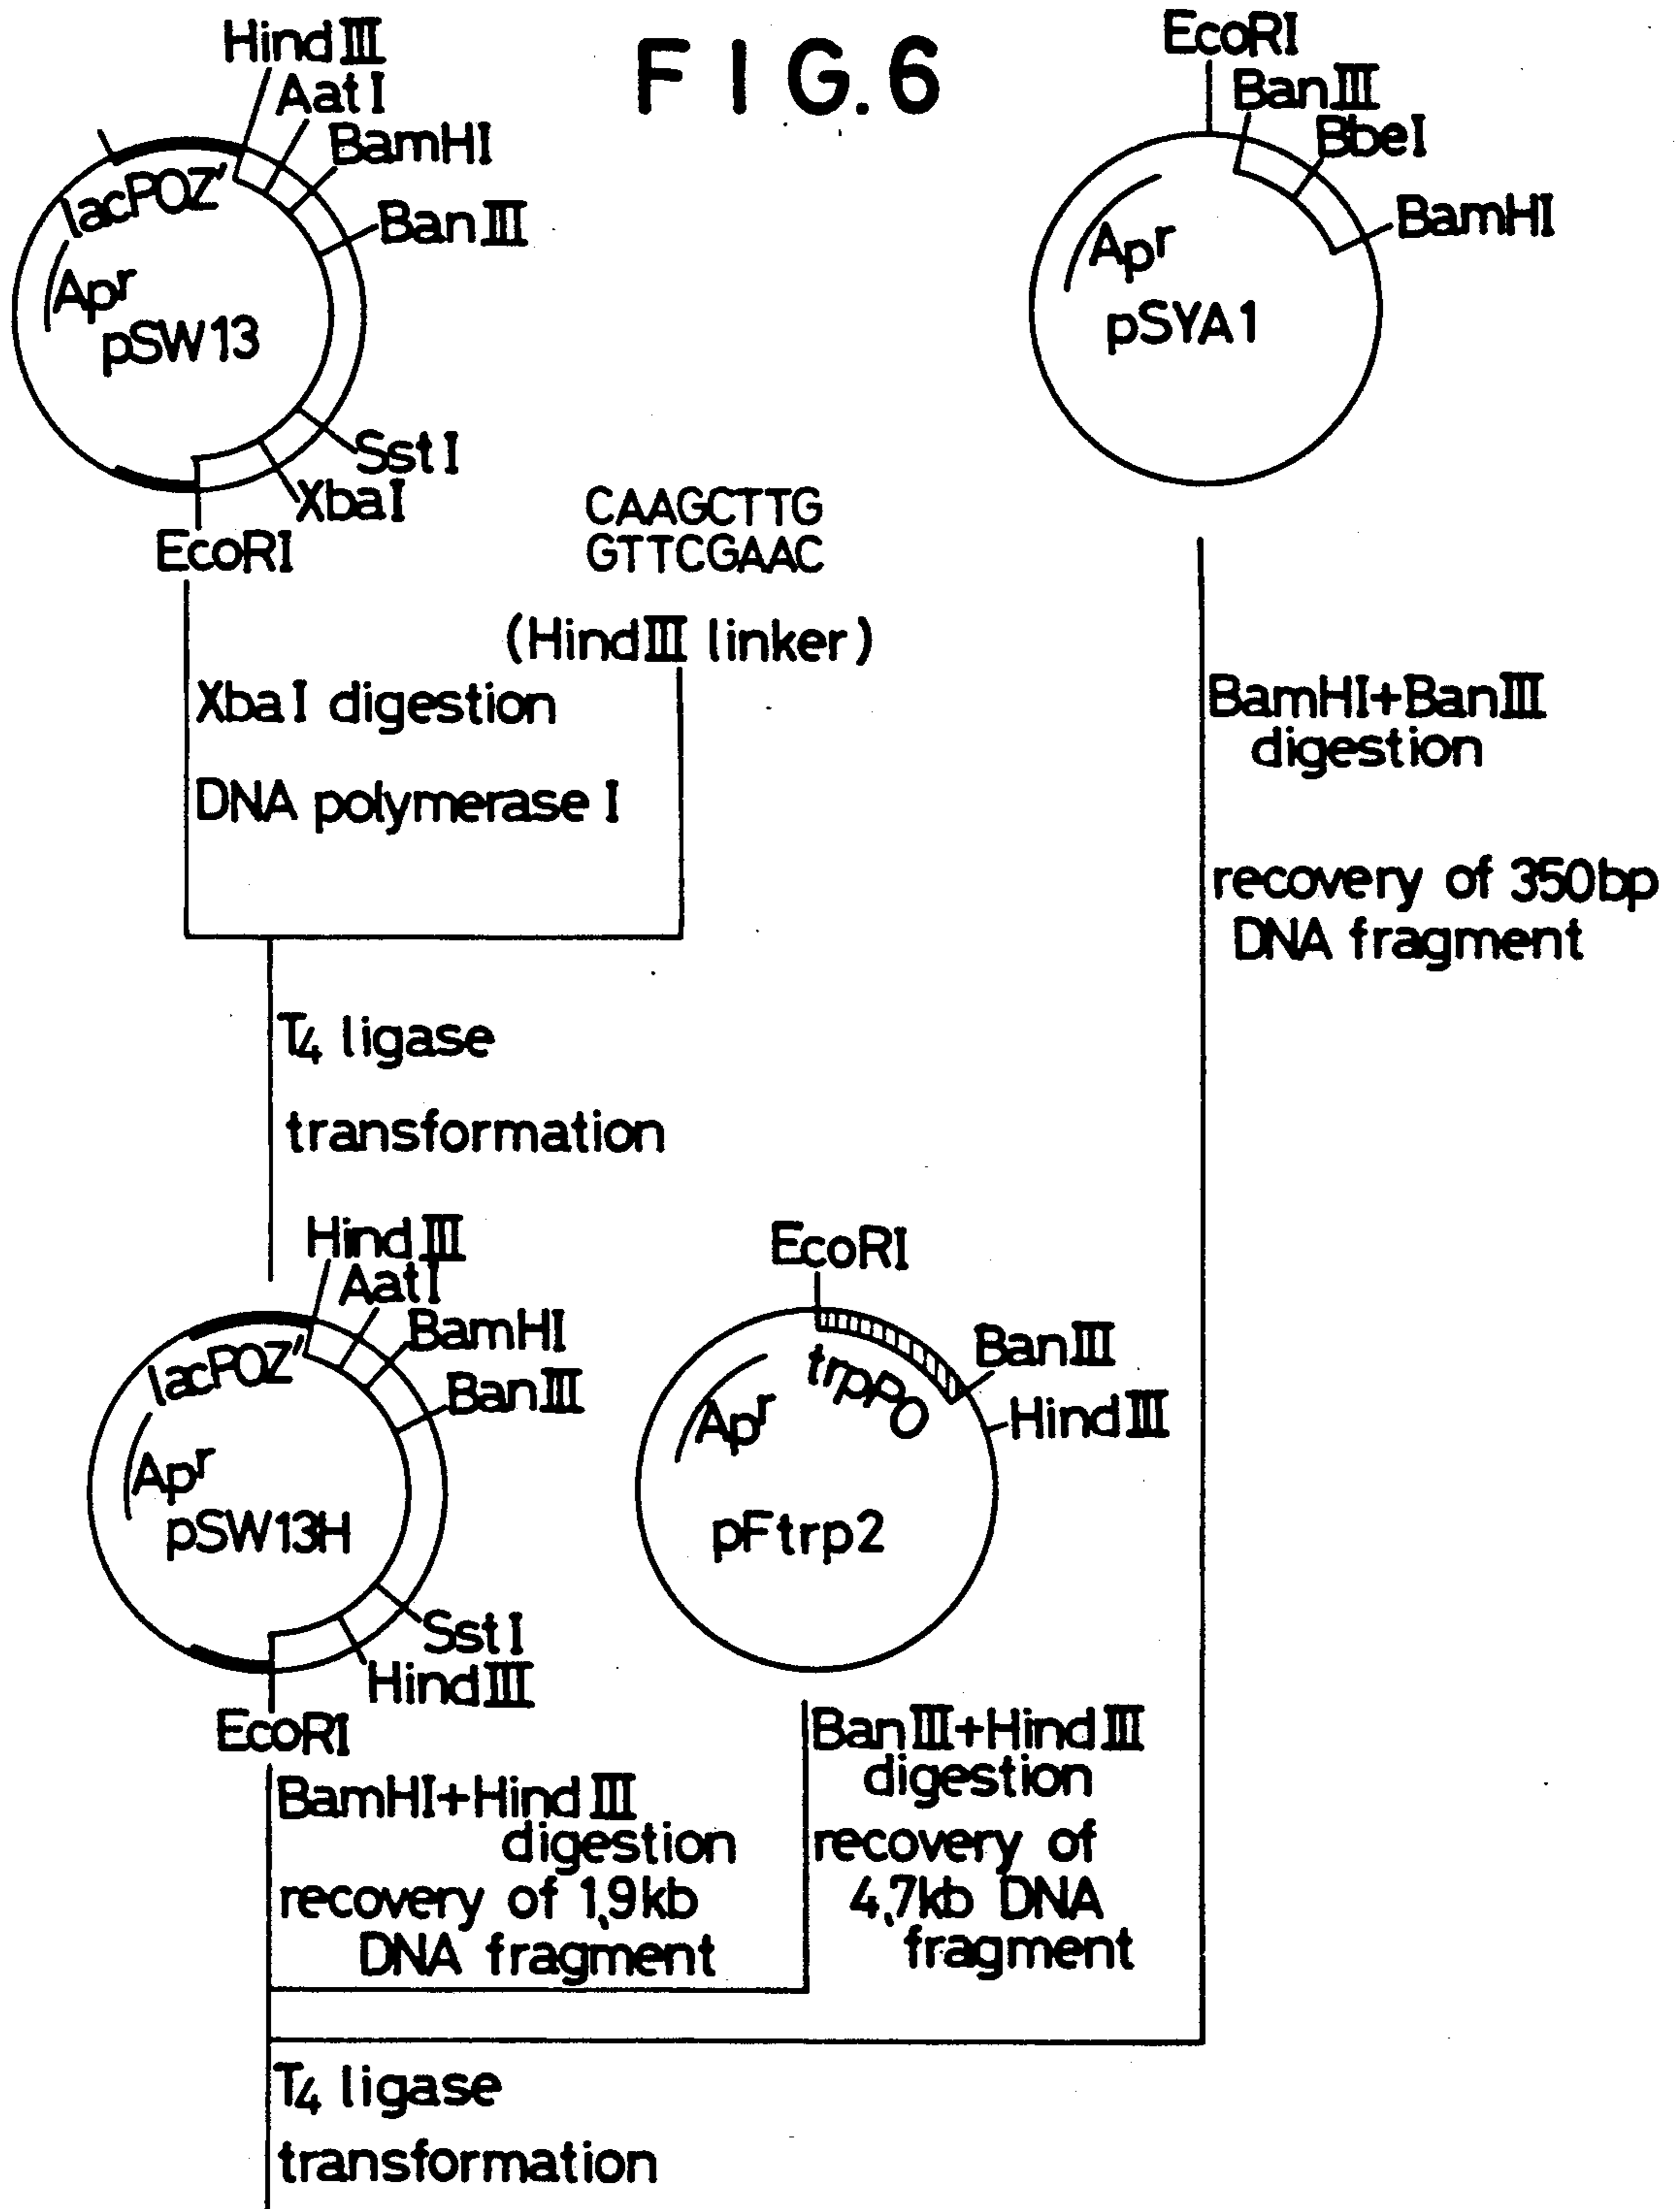 FIG.6
HindIII
AatI
BamHI
BanIII
lacPOZ'
Apr
pSW13
SstI
XbaI
EcoRI
EcoRI
BanIII
BbeI
BamHI
Apr
pSYA1
CAAGCTTG
GTTCGAAC
(HindIII linker)
XbaI digestion
DNA polymerase I
BamHI+BanIII
digestion
recovery of 350bp
DNA fragment
T4 ligase
transformation
HindIII
AatI
BamHI
BanIII
lacPOZ'
Apr
pSW13H
SstI
HindIII
EcoRI
EcoRI
BanIII
HindIII
trpPO
Apr
pFtrp2
BamHI+HindIII
digestion
recovery of 1.9kb
DNA fragment
BanIII+HindIII
digestion
recovery of
4.7kb DNA
fragment
T4 ligase
transformation